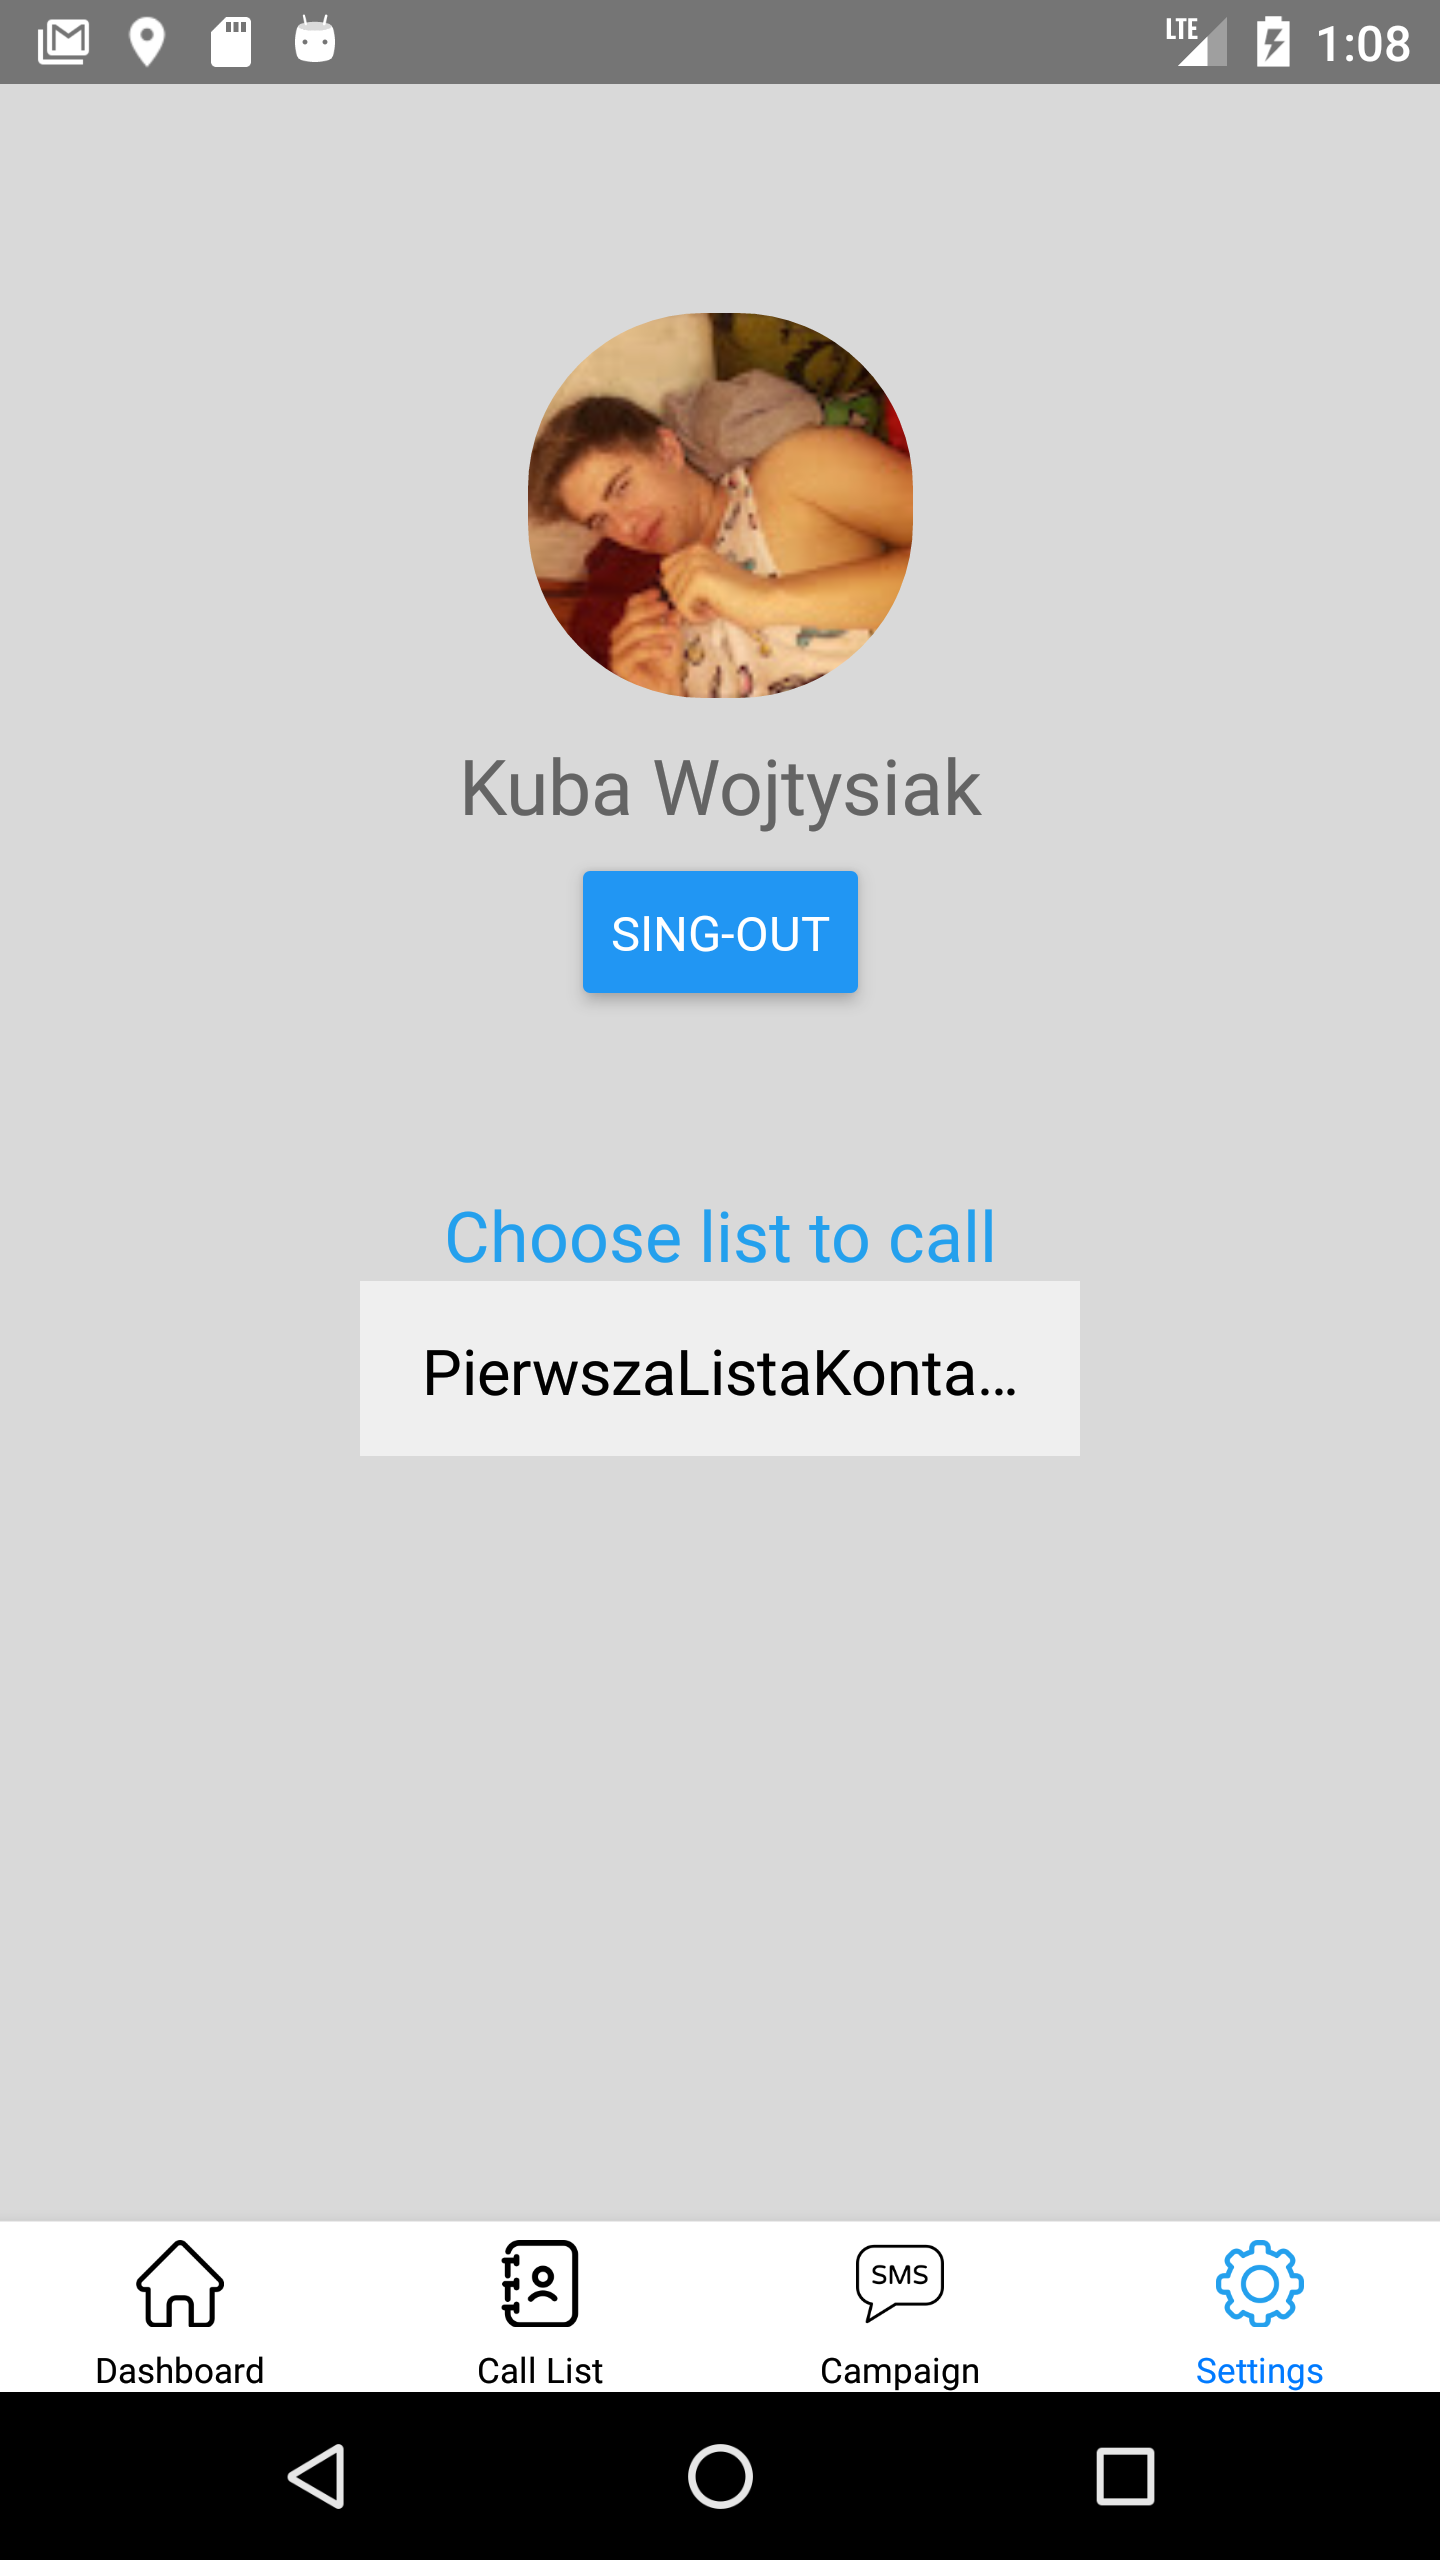 LTE 1:08
Kuba Wojtysiak
SING-OUT
Choose list to call
PierwszaListaKonta...
SMS
Dashboard Call List Campaign Settings